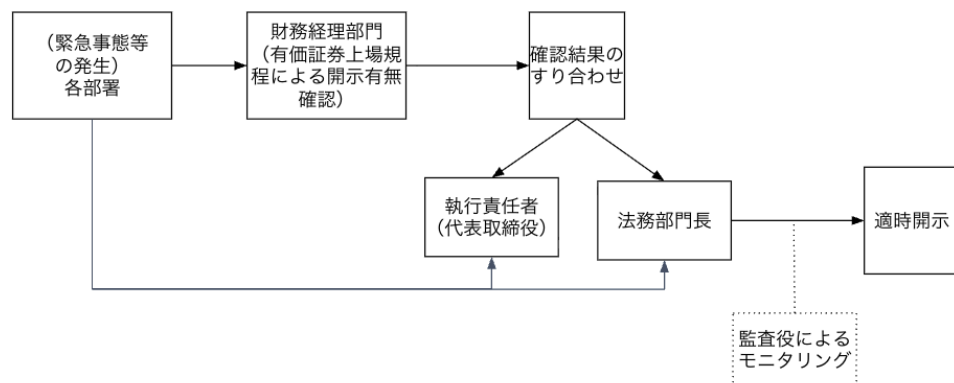 （緊急事態等
の発生）
各部署
財務経理部門
（有価証券上場規
程による開示有無
確認）
確認結果の
すり合わせ
執行責任者
（代表取締役）
法務部門長
適時開示
監査役による
モニタリング